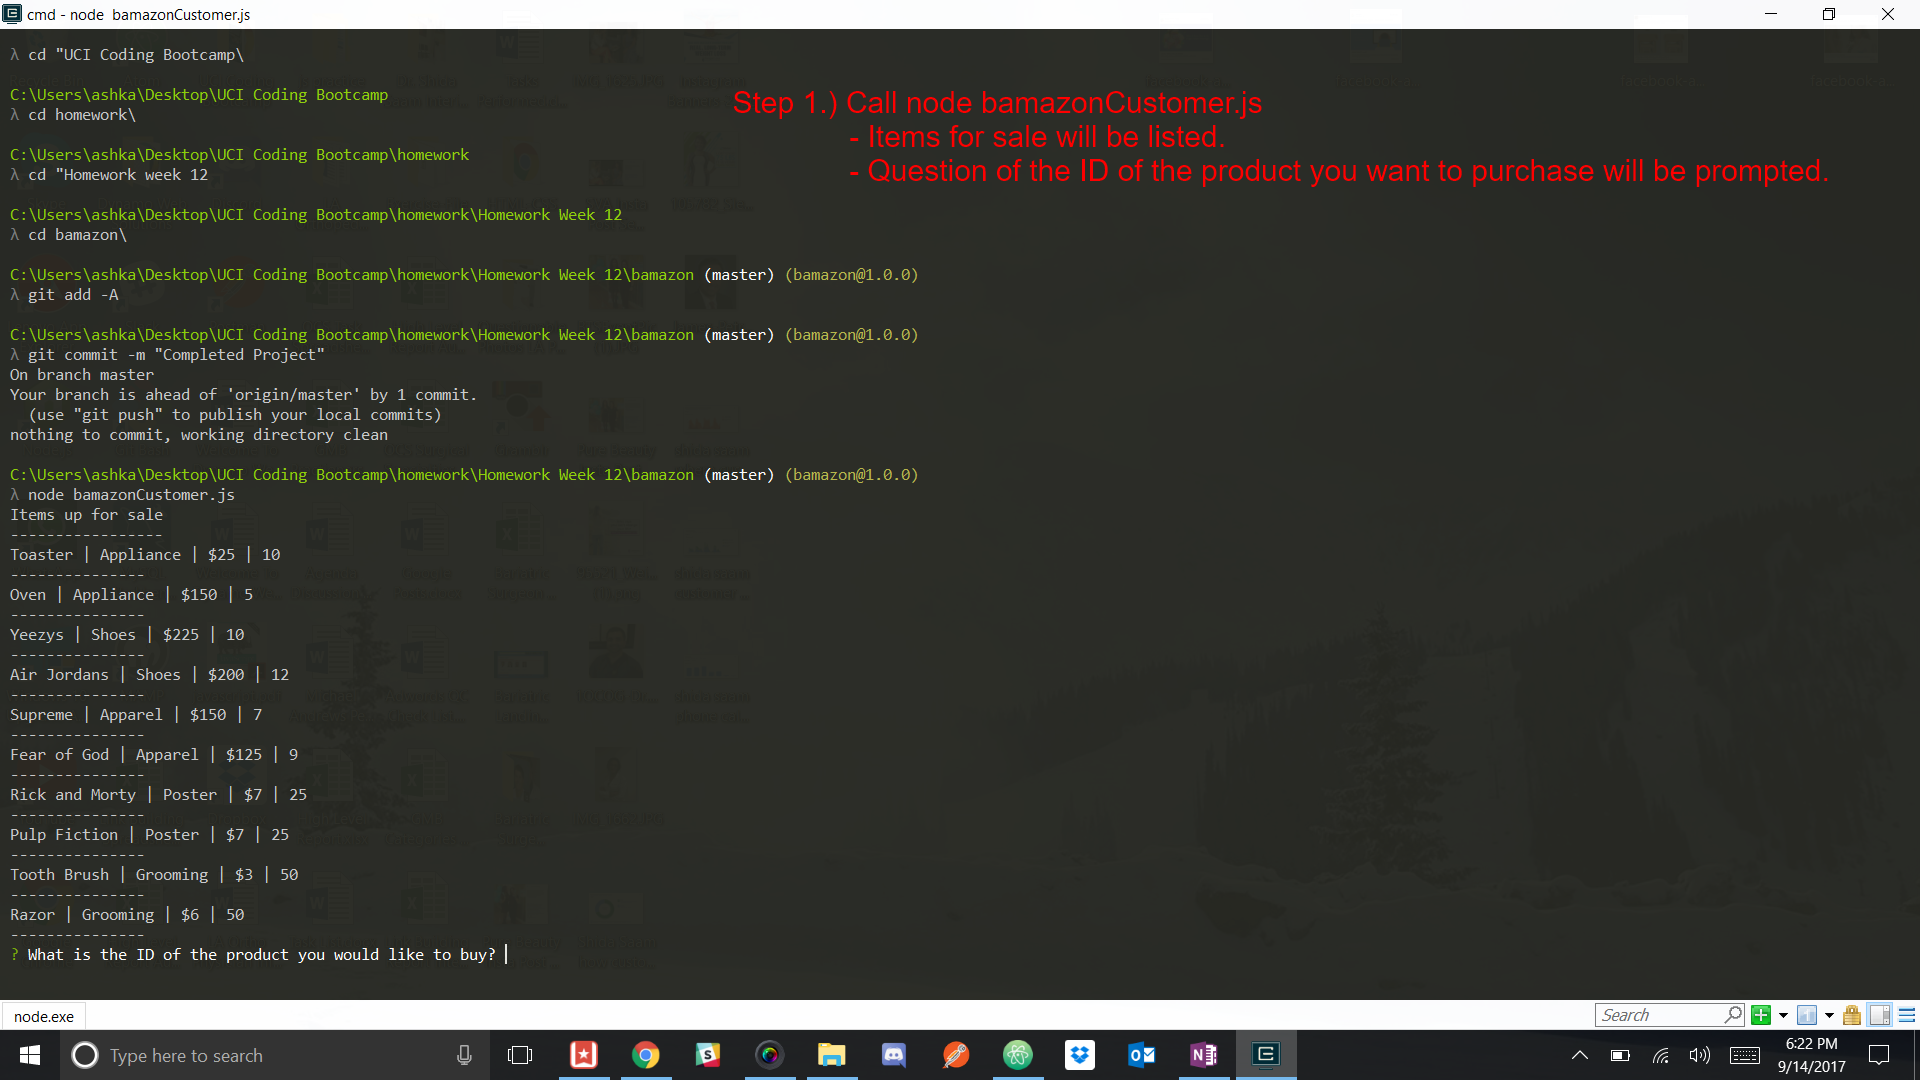 cmd - node  bamazonCustomer.js
λ cd "UCI Coding Bootcamp\
C:\Users\ashka\Desktop\UCI Coding Bootcamp
λ cd homework\
C:\Users\ashka\Desktop\UCI Coding Bootcamp\homework
λ cd "Homework week 12
C:\Users\ashka\Desktop\UCI Coding Bootcamp\homework\Homework Week 12
λ cd bamazon\
C:\Users\ashka\Desktop\UCI Coding Bootcamp\homework\Homework Week 12\bamazon (master) (bamazon@1.0.0)
λ git add -A
C:\Users\ashka\Desktop\UCI Coding Bootcamp\homework\Homework Week 12\bamazon (master) (bamazon@1.0.0)
λ git commit -m "Completed Project"
On branch master
Your branch is ahead of 'origin/master' by 1 commit.
  (use "git push" to publish your local commits)
nothing to commit, working directory clean
C:\Users\ashka\Desktop\UCI Coding Bootcamp\homework\Homework Week 12\bamazon (master) (bamazon@1.0.0)
λ node bamazonCustomer.js
Items up for sale
-----------------
Toaster | Appliance | $25 | 10
---------------
Oven | Appliance | $150 | 5
---------------
Yeezys | Shoes | $225 | 10
---------------
Air Jordans | Shoes | $200 | 12
---------------
Supreme | Apparel | $150 | 7
---------------
Fear of God | Apparel | $125 | 9
---------------
Rick and Morty | Poster | $7 | 25
---------------
Pulp Fiction | Poster | $7 | 25
---------------
Tooth Brush | Grooming | $3 | 50
---------------
Razor | Grooming | $6 | 50
---------------
? What is the ID of the product you would like to buy?
Step 1.) Call node bamazonCustomer.js
- Items for sale will be listed.
- Question of the ID of the product you want to purchase will be prompted.
node.exe
Search
Type here to search
6:22 PM
9/14/2017